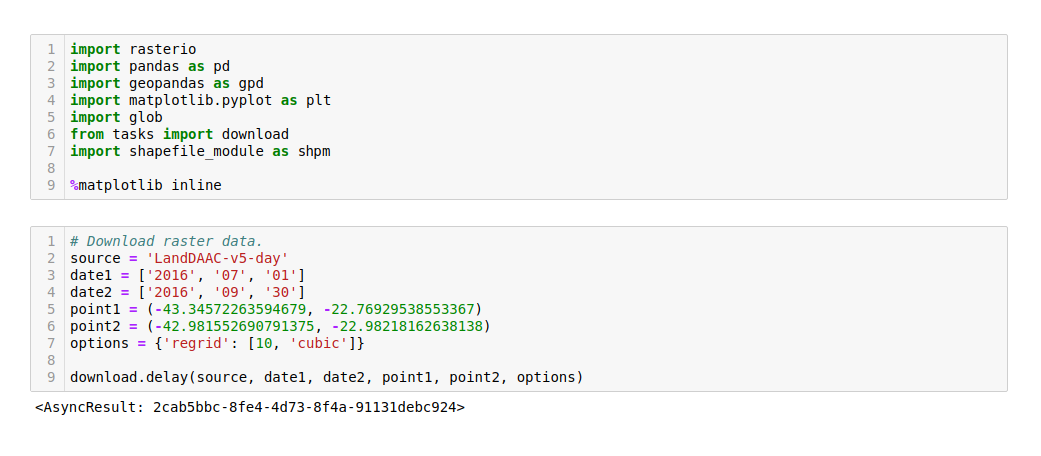 1 import rasterio
2 import pandas as pd
3 import geopandas as gpd
4 import matplotlib.pyplot as plt
5 import glob
6 from tasks import download
7 import shapefile_module as shpm
8
9 %matplotlib inline
1 # Download raster data.
2 source = 'LandDAAC-v5-day'
3 date1 = ['2016', '07', '01']
4 date2 = ['2016', '09', '30']
5 point1 = (-43.34572263594679, -22.76929538553367)
6 point2 = (-42.981552690791375, -22.98218162638138)
7 options = {'regrid': [10, 'cubic']}
8
9 download.delay(source, date1, date2, point1, point2, options)
<AsyncResult: 2cab5bbc-8fe4-4d73-8f4a-91131debc924>